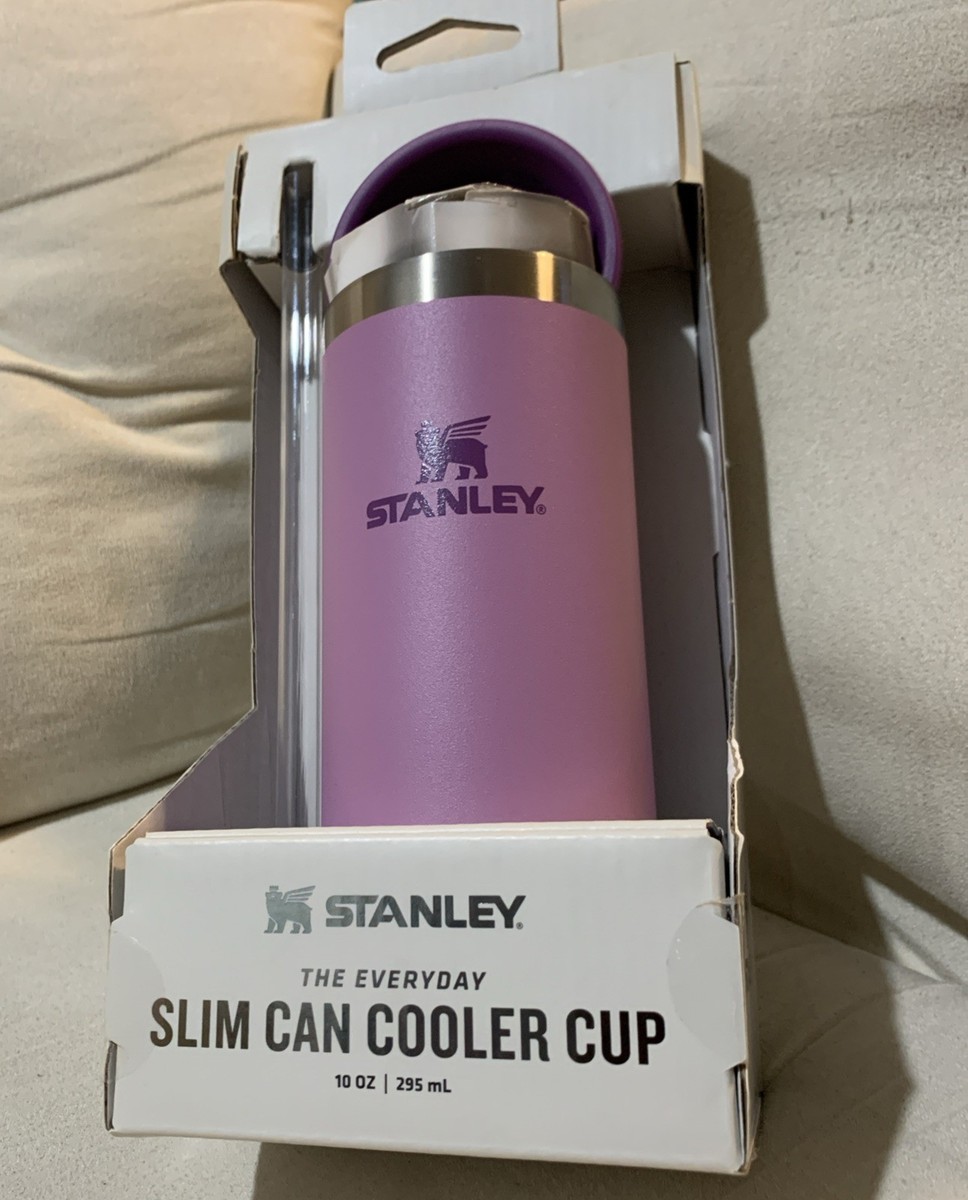 STANLEY®
STANLEY®
THE EVERYDAY
SLIM CAN COOLER CUP
10 OZ | 295 mL